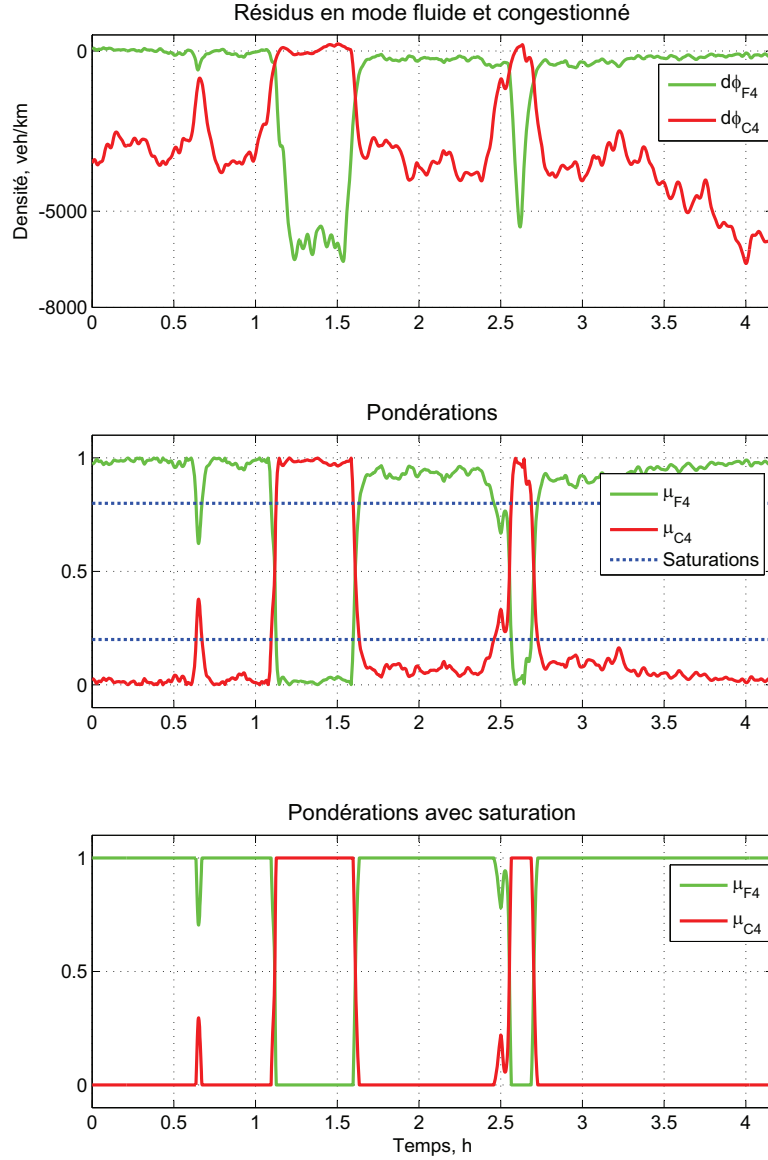 Résidus en mode fluide et congestionné
0
-5000
-8000
Densité, veh/km
dϕF4
dϕC4
0 0.5 1 1.5 2 2.5 3 3.5 4
Pondérations
1
0.5
0
μF4
μC4
Saturations
0 0.5 1 1.5 2 2.5 3 3.5 4
Pondérations avec saturation
1
0.5
0
μF4
μC4
0 0.5 1 1.5 2 2.5 3 3.5 4
Temps, h